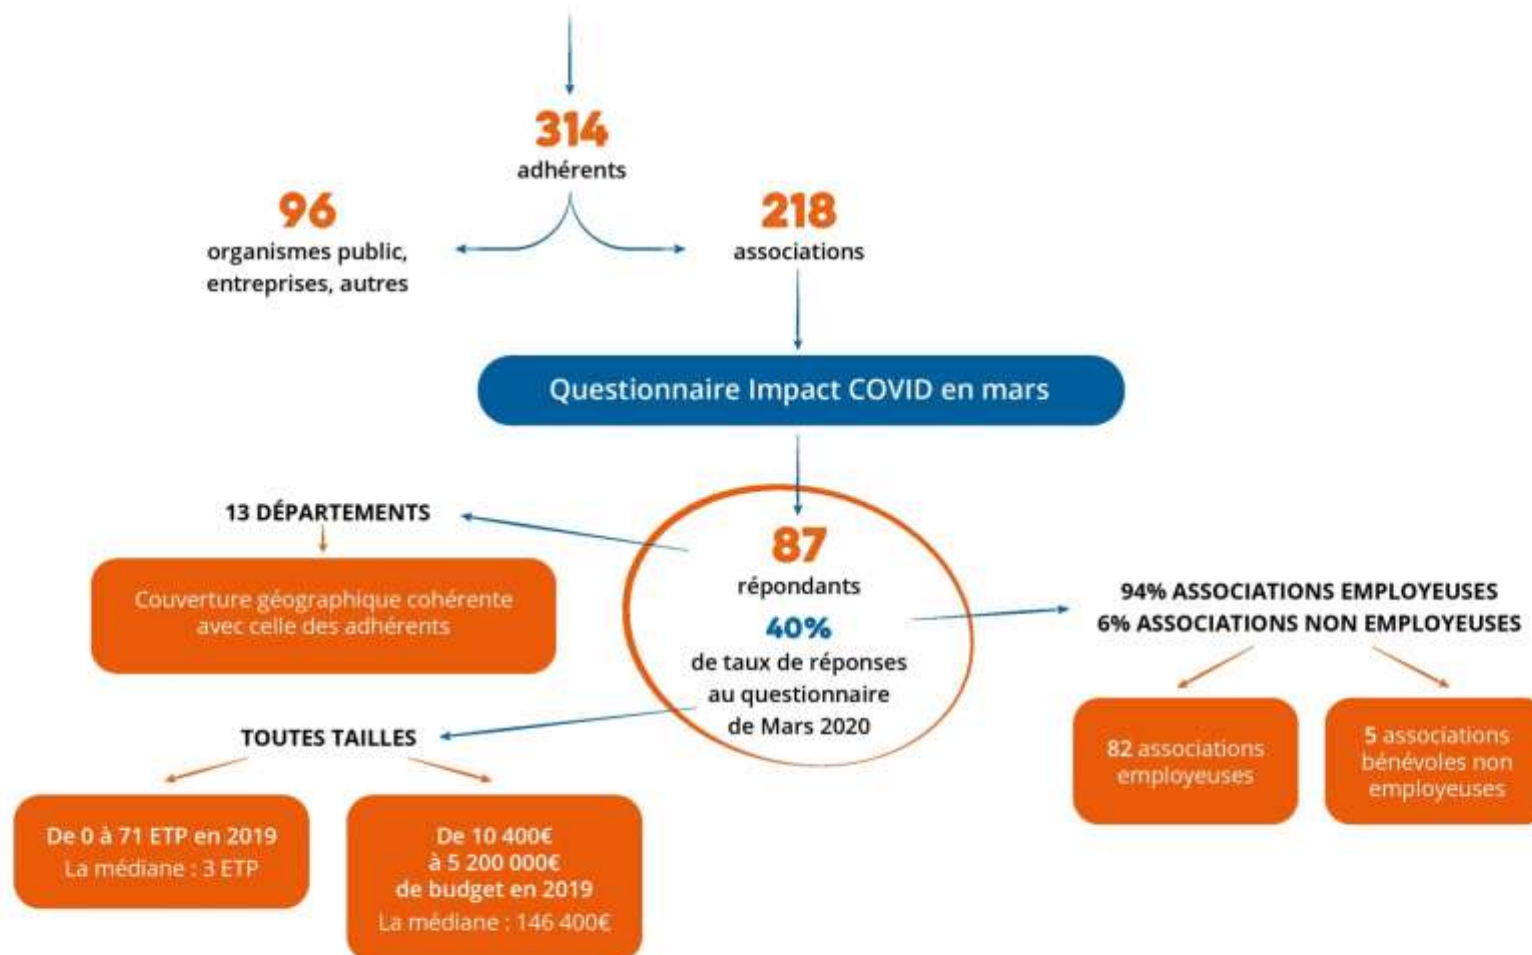 314
adhérents
96
organismes public,
entreprises, autres
218
associations
Questionnaire Impact COVID en mars
87
répondants
40%
de taux de réponses
au questionnaire
de Mars 2020
13 DÉPARTEMENTS
Couverture géographique cohérente
avec celle des adhérents
94% ASSOCIATIONS EMPLOYEUSES
6% ASSOCIATIONS NON EMPLOYEUSES
82 associations
employeuses
5 associations
bénévoles non
employeuses
TOUTES TAILLES
De 0 à 71 ETP en 2019
La médiane : 3 ETP
De 10 400€
à 5 200 000€
de budget en 2019
La médiane : 146 400€